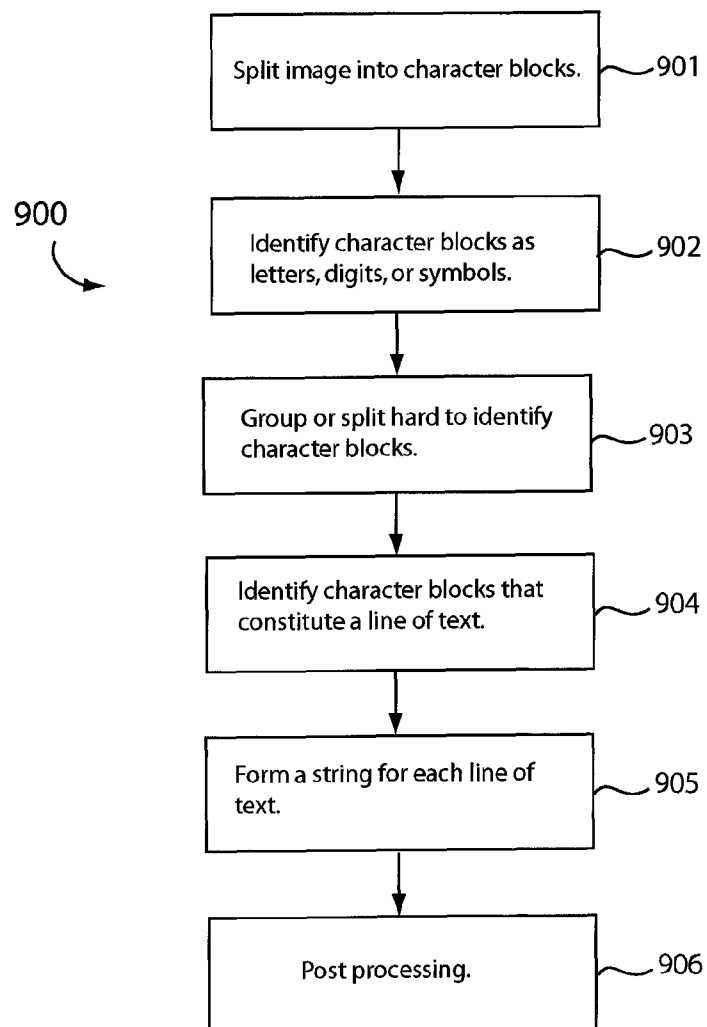 Split image into character blocks.
901
900
Identify character blocks as
letters, digits, or symbols.
902
Group or split hard to identify
character blocks.
903
Identify character blocks that
constitute a line of text.
904
Form a string for each line of
text.
905
Post processing.
906